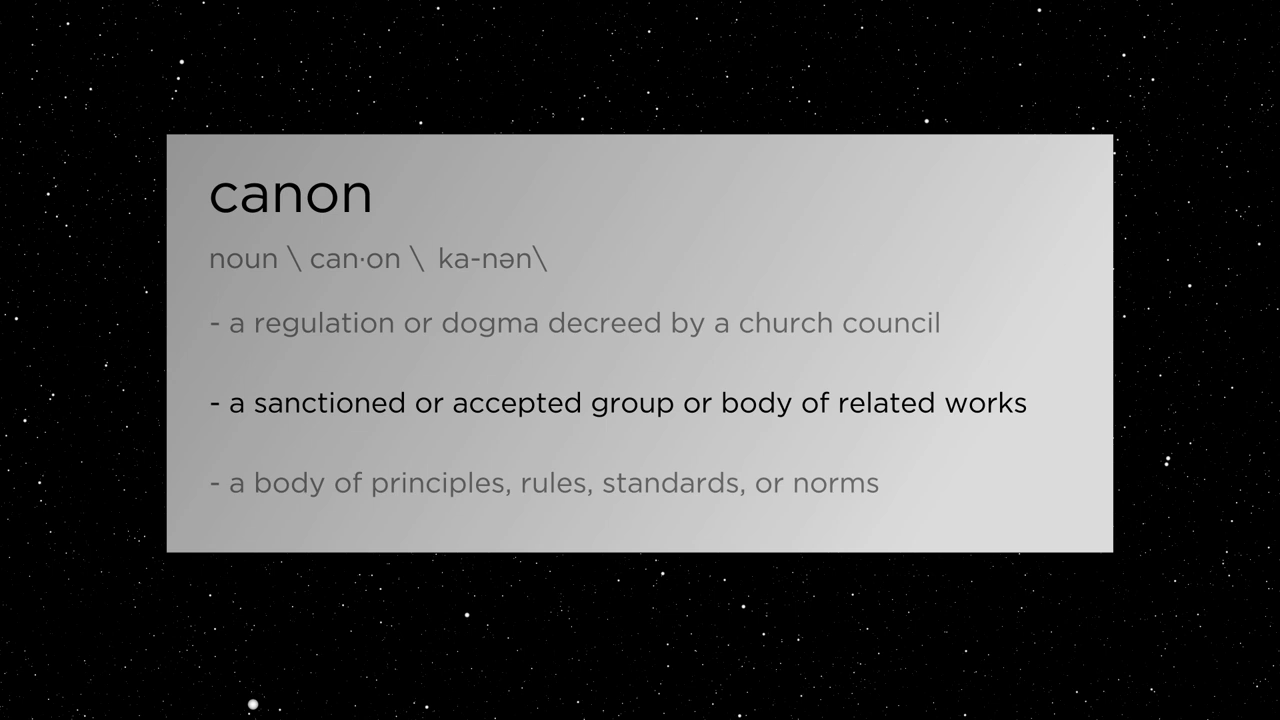 canon
noun \ can·on \ ka-nən\
- a regulation or dogma decreed by a church council
- a sanctioned or accepted group or body of related works
- a body of principles, rules, standards, or norms